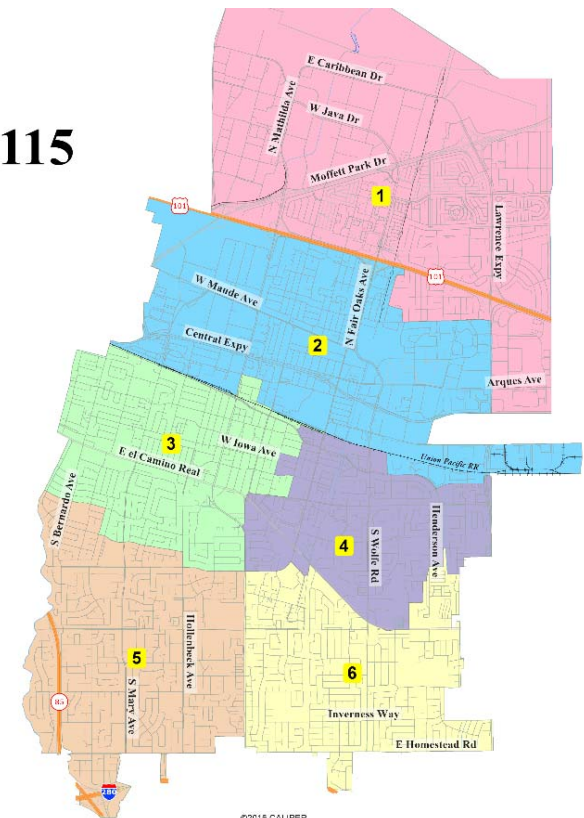 115
E Caribbean Dr
N Mathilda Ave
W Java Dr
Moffett Park Dr
1
101
Lawrence Expy
101
W Maude Ave
N Fair Oaks Ave
2
Central Expy
Arques Ave
3
W Iowa Ave
E el Camino Real
Union Pacific RR
S Bernardo Ave
4
S Wolfe Rd
Henderson Ave
5
Hollenbeck Ave
S Mary Ave
85
6
Inverness Way
E Homestead Rd
280